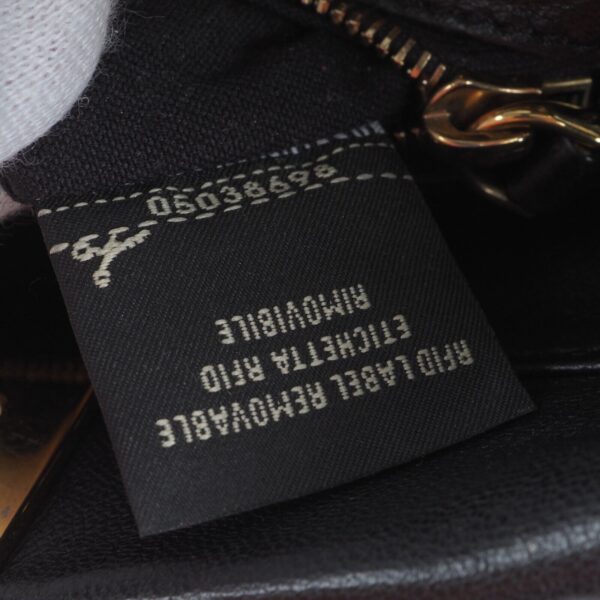 05038698
RFID LABEL REMOVABLE
ETICHETTA RFID
RIMOVIBILE